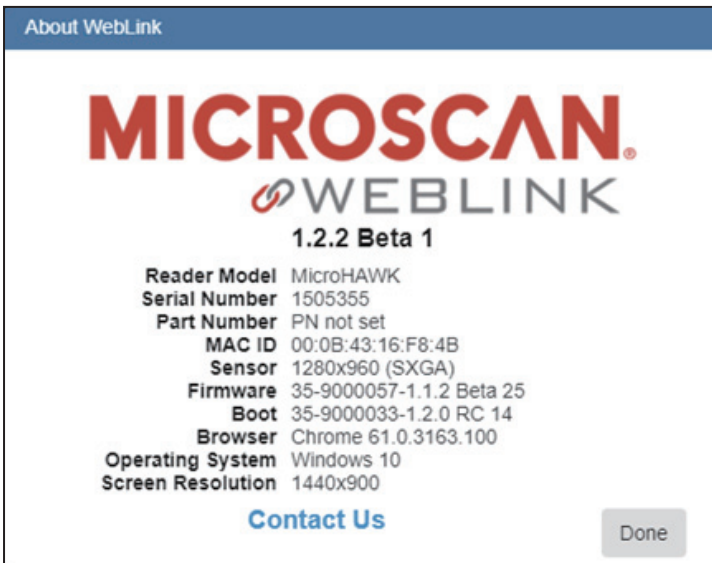 About WebLink
MICROSCAN®
WEBLINK
1.2.2 Beta 1
Reader Model MicroHAWK
Serial Number 1505355
Part Number PN not set
MAC ID 00:0B:43:16:F8:4B
Sensor 1280x960 (SXGA)
Firmware 35-9000057-1.1.2 Beta 25
Boot 35-9000033-1.2.0 RC 14
Browser Chrome 61.0.3163.100
Operating System Windows 10
Screen Resolution 1440x900
Contact Us
Done